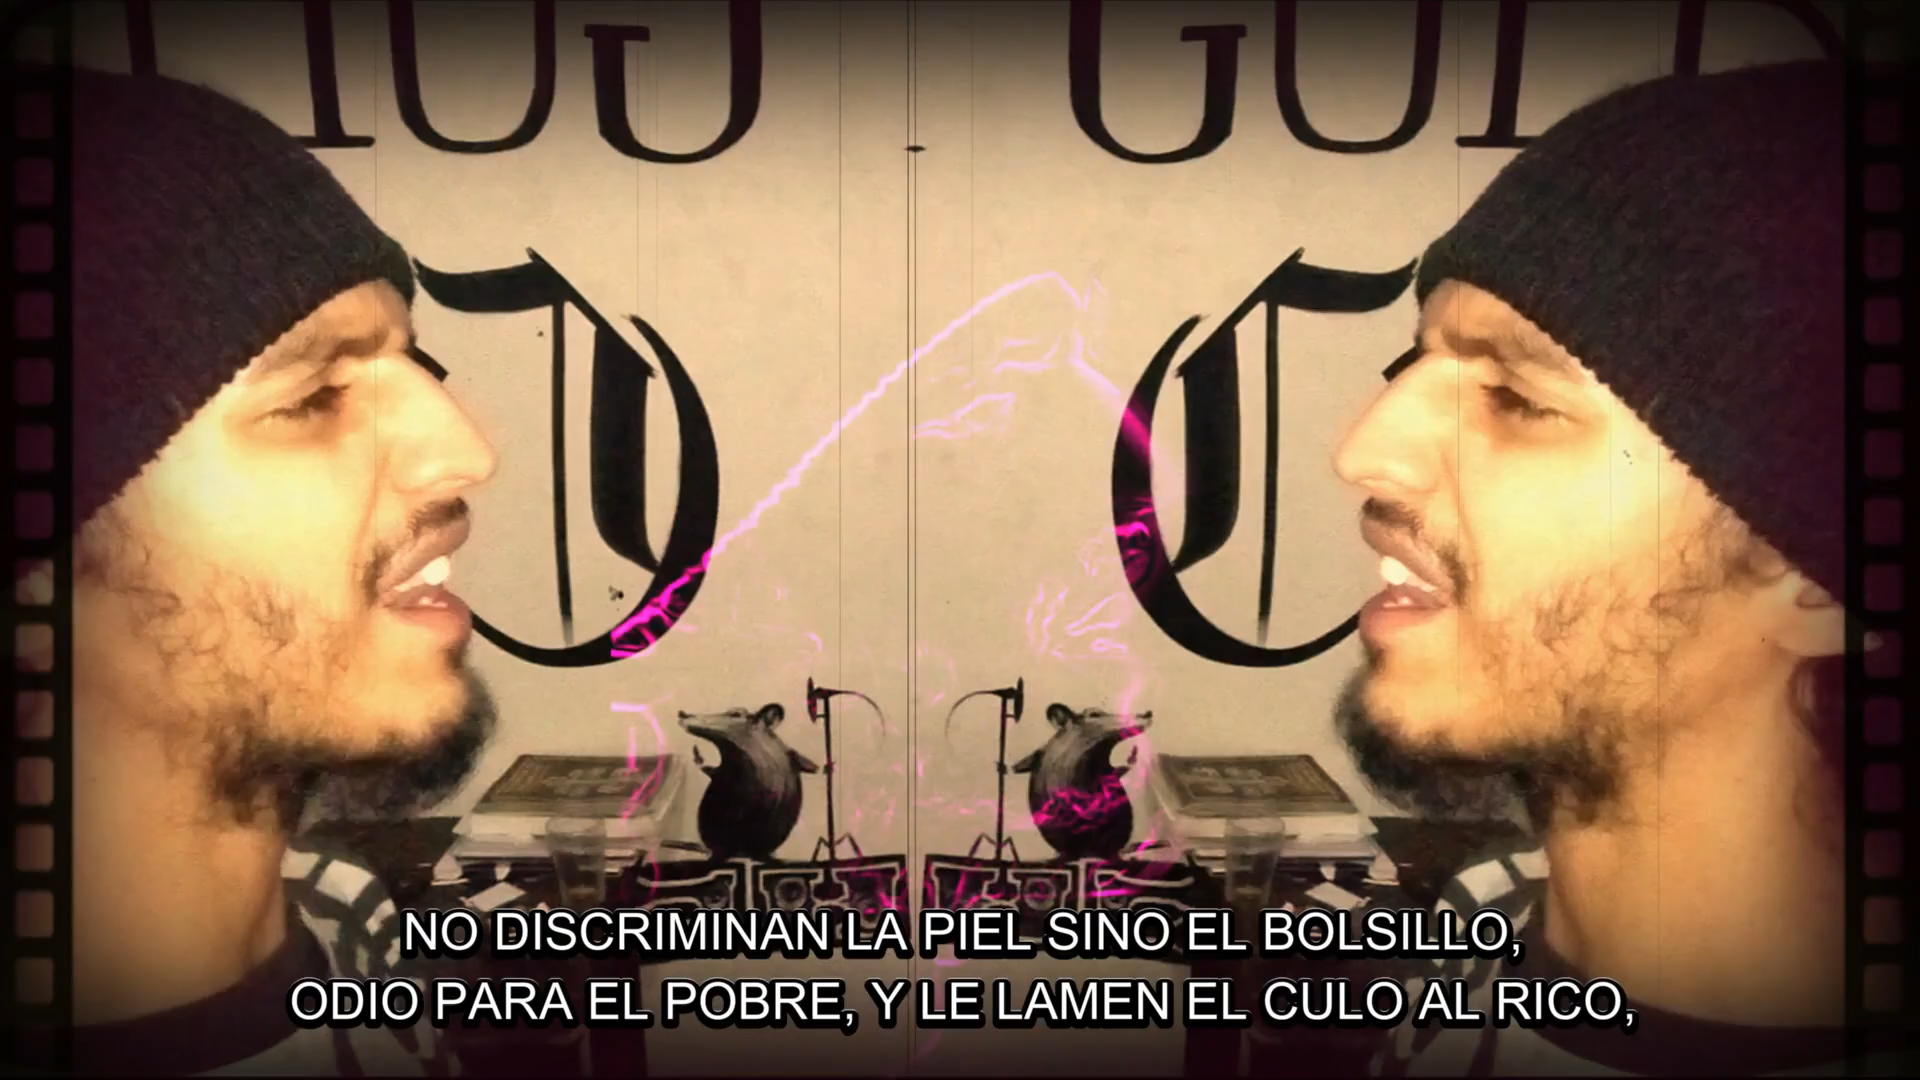 NO DISCRIMINAN LA PIEL SINO EL BOLSILLO,
ODIO PARA EL POBRE, Y LE LAMEN EL CULO AL RICO,